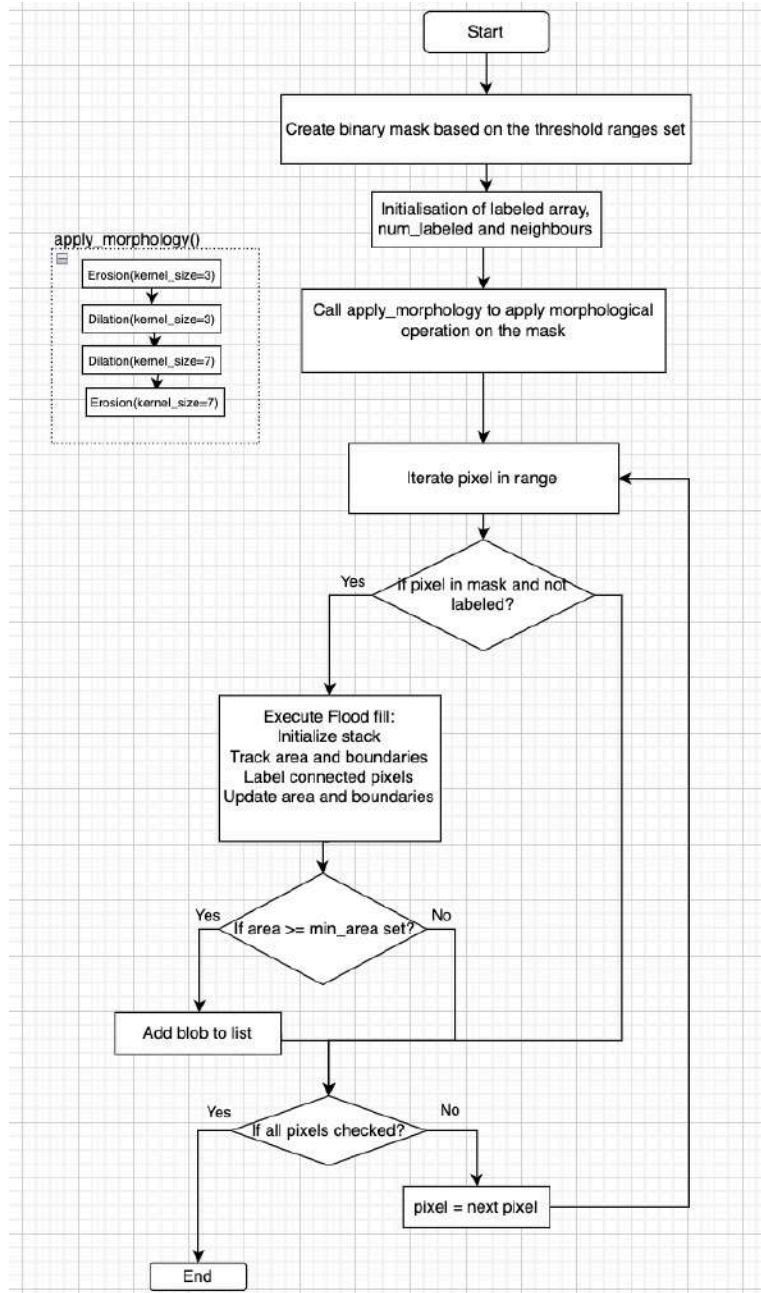 Start
Create binary mask based on the threshold ranges set
Initialisation of labeled array,
num_labeled and neighbours
apply_morphology()
Erosion(kernel_size=3)
Dilation(kernel_size=3)
Dilation(kernel_size=7)
Erosion(kernel_size=7)
Call apply_morphology to apply morphological
operation on the mask
Iterate pixel in range
Yes
if pixel in mask and not
labeled?
Execute Flood fill:
Initialize stack
Track area and boundaries
Label connected pixels
Update area and boundaries
Yes
If area >= min_area set?
No
Add blob to list
Yes
If all pixels checked?
No
pixel = next pixel
End